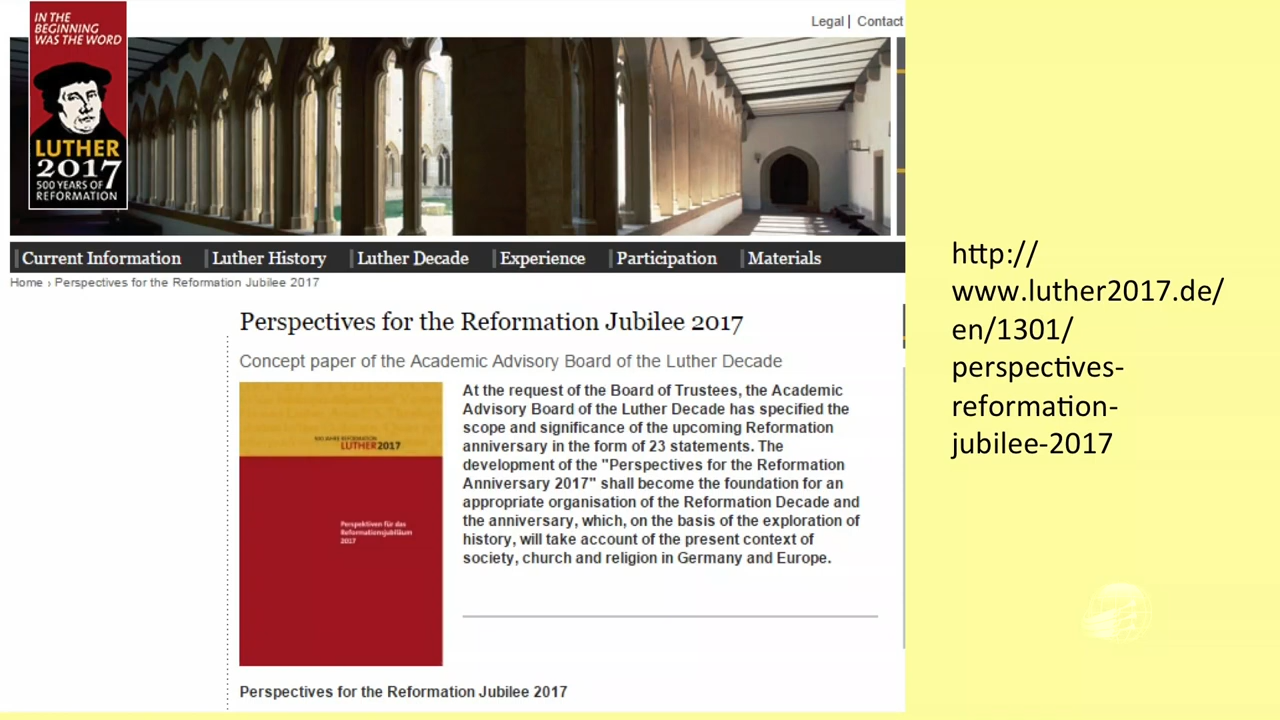 IN THE
BEGINNING
WAS THE WORD
LUTHER
2017
500 YEARS OF
REFORMATION
Legal | Contact
Current Information | Luther History | Luther Decade | Experience | Participation | Materials
Home › Perspectives for the Reformation Jubilee 2017
Perspectives for the Reformation Jubilee 2017
Concept paper of the Academic Advisory Board of the Luther Decade
500 JAHRE REFORMATION
LUTHER2017
Perspektiven für das
Reformationsjubiläum
2017
At the request of the Board of Trustees, the Academic
Advisory Board of the Luther Decade has specified the
scope and significance of the upcoming Reformation
anniversary in the form of 23 statements. The
development of the "Perspectives for the Reformation
Anniversary 2017" shall become the foundation for an
appropriate organisation of the Reformation Decade and
the anniversary, which, on the basis of the exploration of
history, will take account of the present context of
society, church and religion in Germany and Europe.
Perspectives for the Reformation Jubilee 2017
http://
www.luther2017.de/
en/1301/
perspectives-
reformation-
jubilee-2017